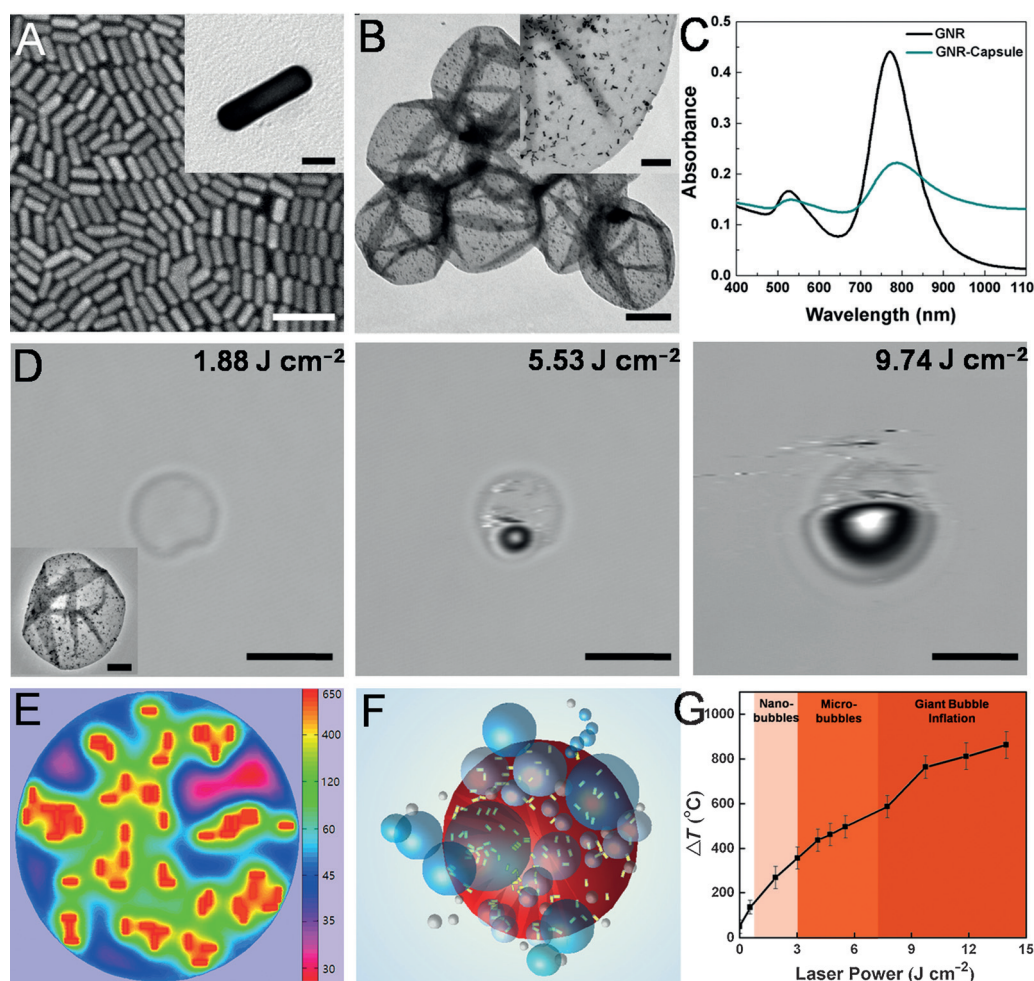 A
B
C
GNR
GNR-Capsule
0.5
0.4
0.3
0.2
0.1
0.0
Absorbance
400 500 600 700 800 900 1000 110
Wavelength (nm)
D
1.88 J cm⁻²
5.53 J cm⁻²
9.74 J cm⁻²
E
650
400
120
60
45
35
30
F
G
Nano-
bubbles
Micro-
bubbles
Giant Bubble
Inflation
1000
800
600
400
200
0
△T (°C)
0 3 6 9 12 15
Laser Power (J cm⁻²)